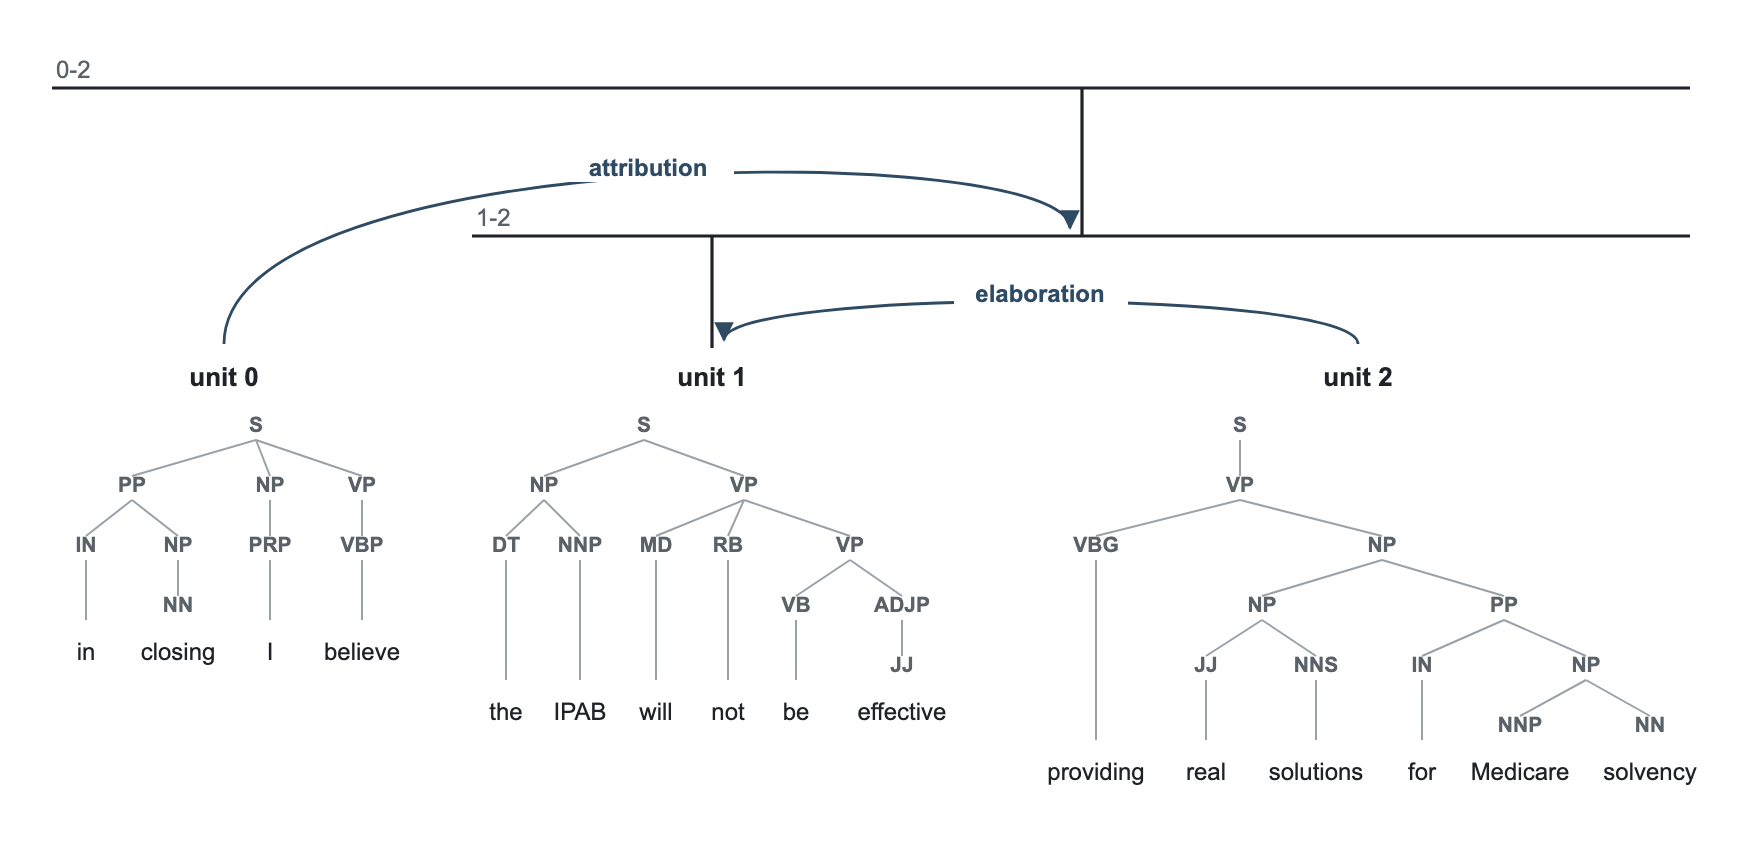 0-2
attribution
1-2
elaboration
unit 0 unit 1 unit 2
S S S
PP NP VP NP VP VP
IN NP PRP VBP DT NNP MD RB VP VBG NP
NN VB ADJP NP PP
in closing I believe JJ JJ NNS IN NP
the IPAB will not be effective NNP NN
providing real solutions for Medicare solvency